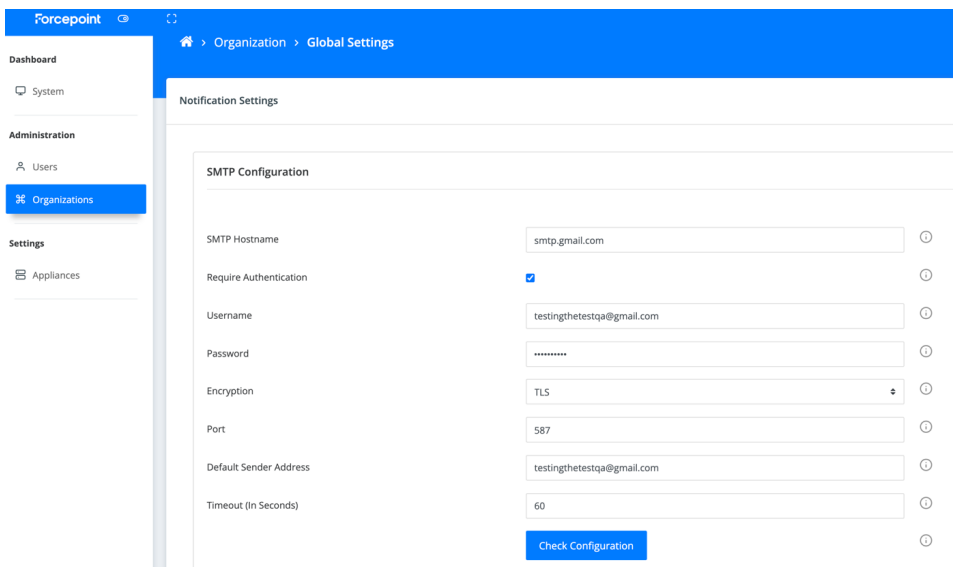 Forcepoint
Organization > Global Settings
Dashboard
System
Administration
Users
Organizations
Settings
Appliances
Notification Settings
SMTP Configuration
SMTP Hostname smtp.gmail.com
Require Authentication
Username testingthetestqa@gmail.com
Password ••••••••••
Encryption TLS
Port 587
Default Sender Address testingthetestqa@gmail.com
Timeout (In Seconds) 60
Check Configuration